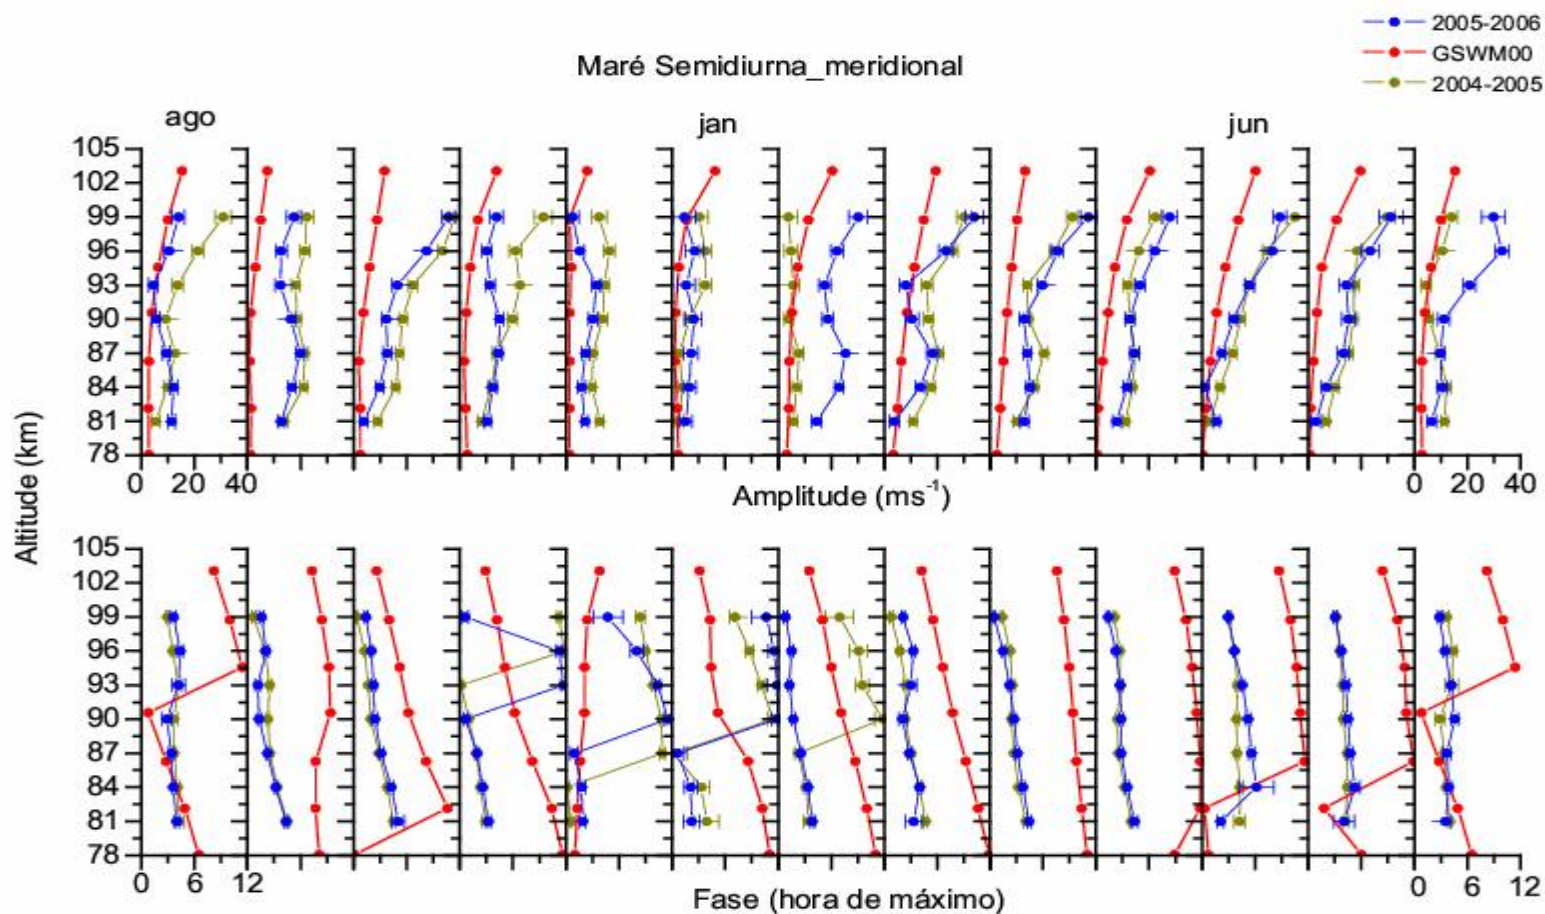 2005-2006
GSWM00
2004-2005
Maré Semidiurna_meridional
ago jan jun
105
102
99
96
93
90
87
84
81
78
0 20 40 0 20 40
Amplitude (ms⁻¹)
Altitude (km)
105
102
99
96
93
90
87
84
81
78
0 6 12 0 6 12
Fase (hora de máximo)